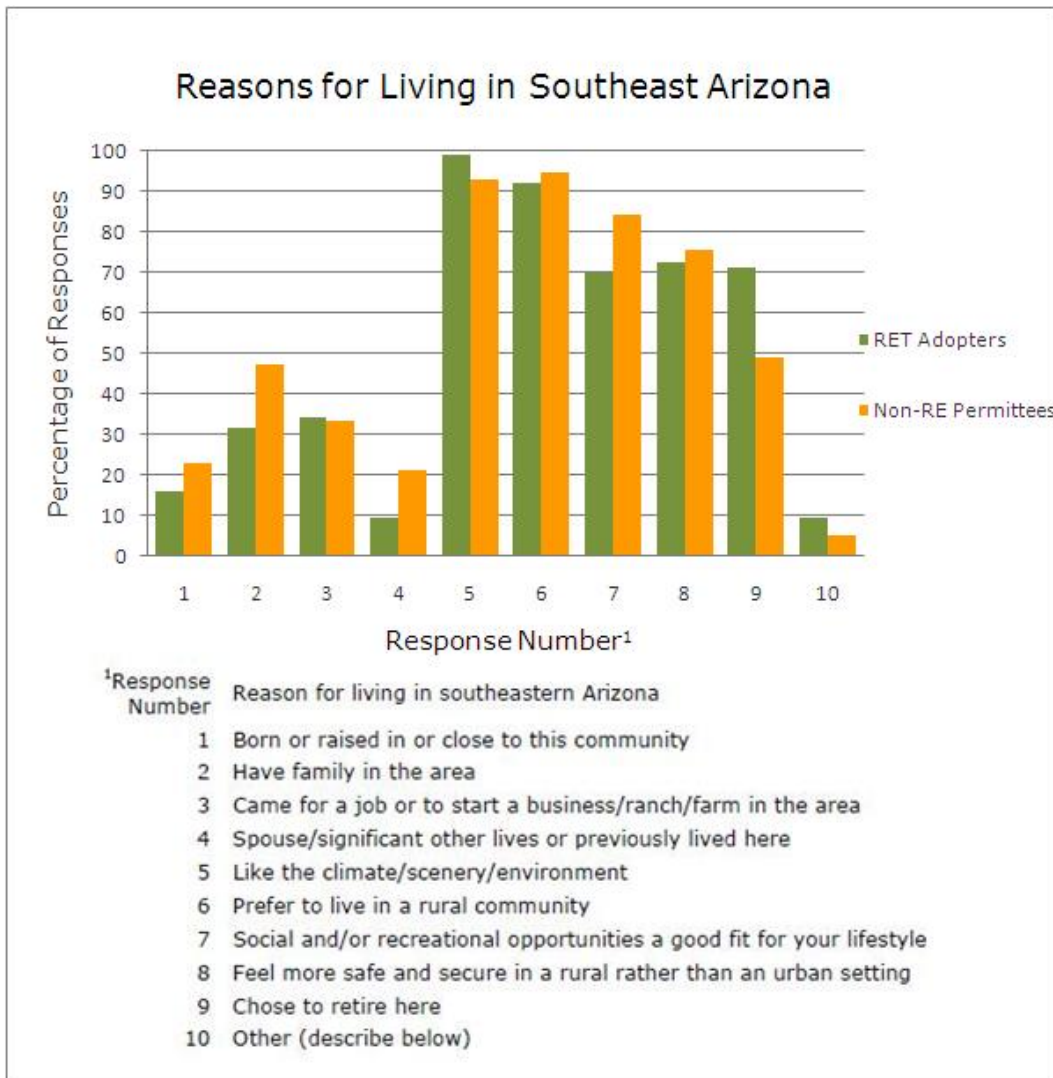 Reasons for Living in Southeast Arizona
Percentage of Responses
100
90
80
70
60
50
40
30
20
10
0
1 2 3 4 5 6 7 8 9 10
Response Number¹
RET Adopters
Non-RE Permittees
¹Response Number Reason for living in southeastern Arizona
1 Born or raised in or close to this community
2 Have family in the area
3 Came for a job or to start a business/ranch/farm in the area
4 Spouse/significant other lives or previously lived here
5 Like the climate/scenery/environment
6 Prefer to live in a rural community
7 Social and/or recreational opportunities a good fit for your lifestyle
8 Feel more safe and secure in a rural rather than an urban setting
9 Chose to retire here
10 Other (describe below)